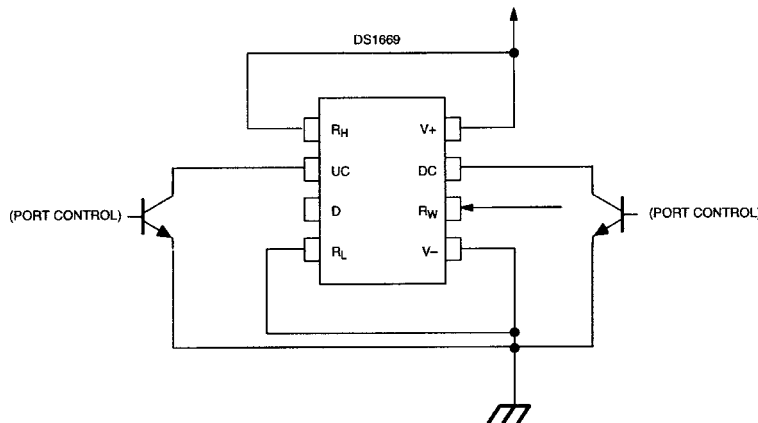 DS1669
RH V+
UC DC
(PORT CONTROL) D RW (PORT CONTROL)
RL V−